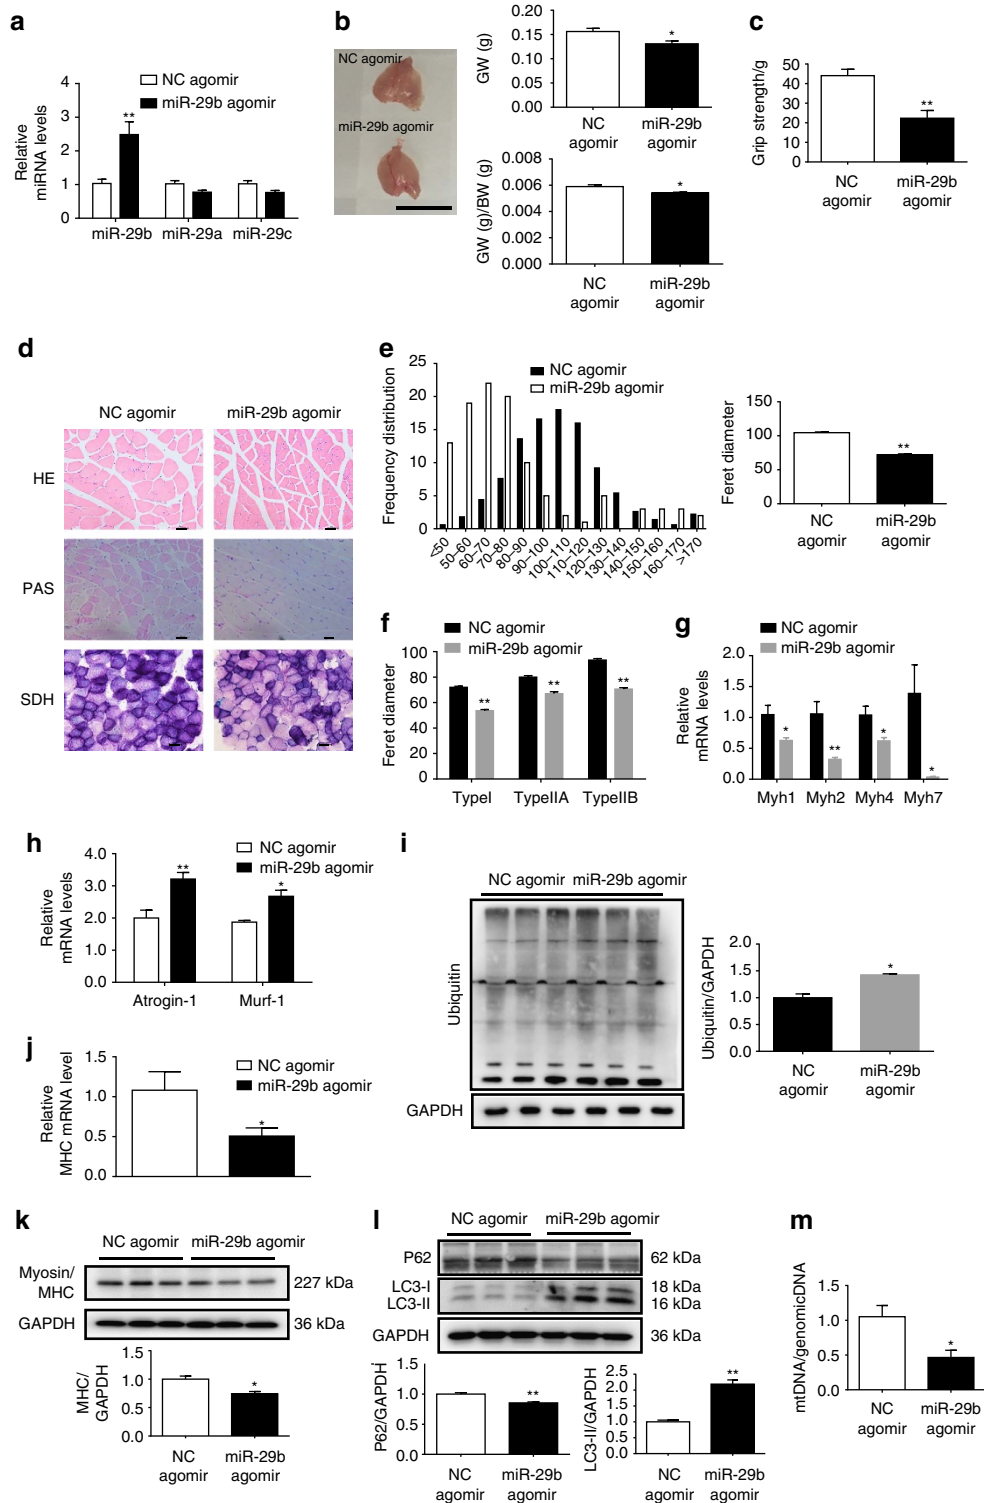 a
NC agomir
miR-29b agomir
Relative
miRNA levels
4
3
2
1
0
**
miR-29b miR-29a miR-29c
b
NC agomir
miR-29b agomir
GW (g)
0.20
0.15
0.10
0.05
0.00
*
NC
agomir
miR-29b
agomir
GW (g)/BW (g)
0.008
0.006
0.004
0.002
0.000
*
NC
agomir
miR-29b
agomir
c
Grip strength/g
50
40
30
20
10
0
**
NC
agomir
miR-29b
agomir
d
NC agomir miR-29b agomir
HE
PAS
SDH
e
NC agomir
miR-29b agomir
Frequency distribution
25
20
15
10
5
0
<50
50–60
60–70
70–80
80–90
90–100
100–110
110–120
120–130
130–140
140–150
150–160
160–170
>170
Feret diameter
150
100
50
0
**
NC
agomir
miR-29b
agomir
f
NC agomir
miR-29b agomir
Feret diameter
100
80
60
40
20
0
**
**
**
TypeI TypeIIA TypeIIB
g
NC agomir
miR-29b agomir
Relative
mRNA levels
2.0
1.5
1.0
0.5
0.0
*
**
*
*
Myh1 Myh2 Myh4 Myh7
h
NC agomir
miR-29b agomir
Relative
mRNA levels
4.0
3.0
2.0
1.0
0.0
**
*
Atrogin-1 Murf-1
i
NC agomir miR-29b agomir
Ubiquitin
GAPDH
Ubiquitin/GAPDH
2.0
1.5
1.0
0.5
0.0
*
NC
agomir
miR-29b
agomir
j
NC agomir
miR-29b agomir
Relative
MHC mRNA level
1.5
1.0
0.5
0.0
*
k
NC agomir miR-29b agomir
Myosin/
MHC
227 kDa
GAPDH
36 kDa
MHC/
GAPDH
1.5
1.0
0.5
0.0
*
NC
agomir
miR-29b
agomir
l
NC agomir miR-29b agomir
P62
62 kDa
LC3-I
18 kDa
LC3-II
16 kDa
GAPDH
36 kDa
P62/GAPDH
1.5
1.0
0.5
0.0
**
NC
agomir
miR-29b
agomir
LC3-II/GAPDH
2.5
2.0
1.5
1.0
0.5
0.0
**
NC
agomir
miR-29b
agomir
m
mtDNA/genomicDNA
1.5
1.0
0.5
0.0
*
NC
agomir
miR-29b
agomir